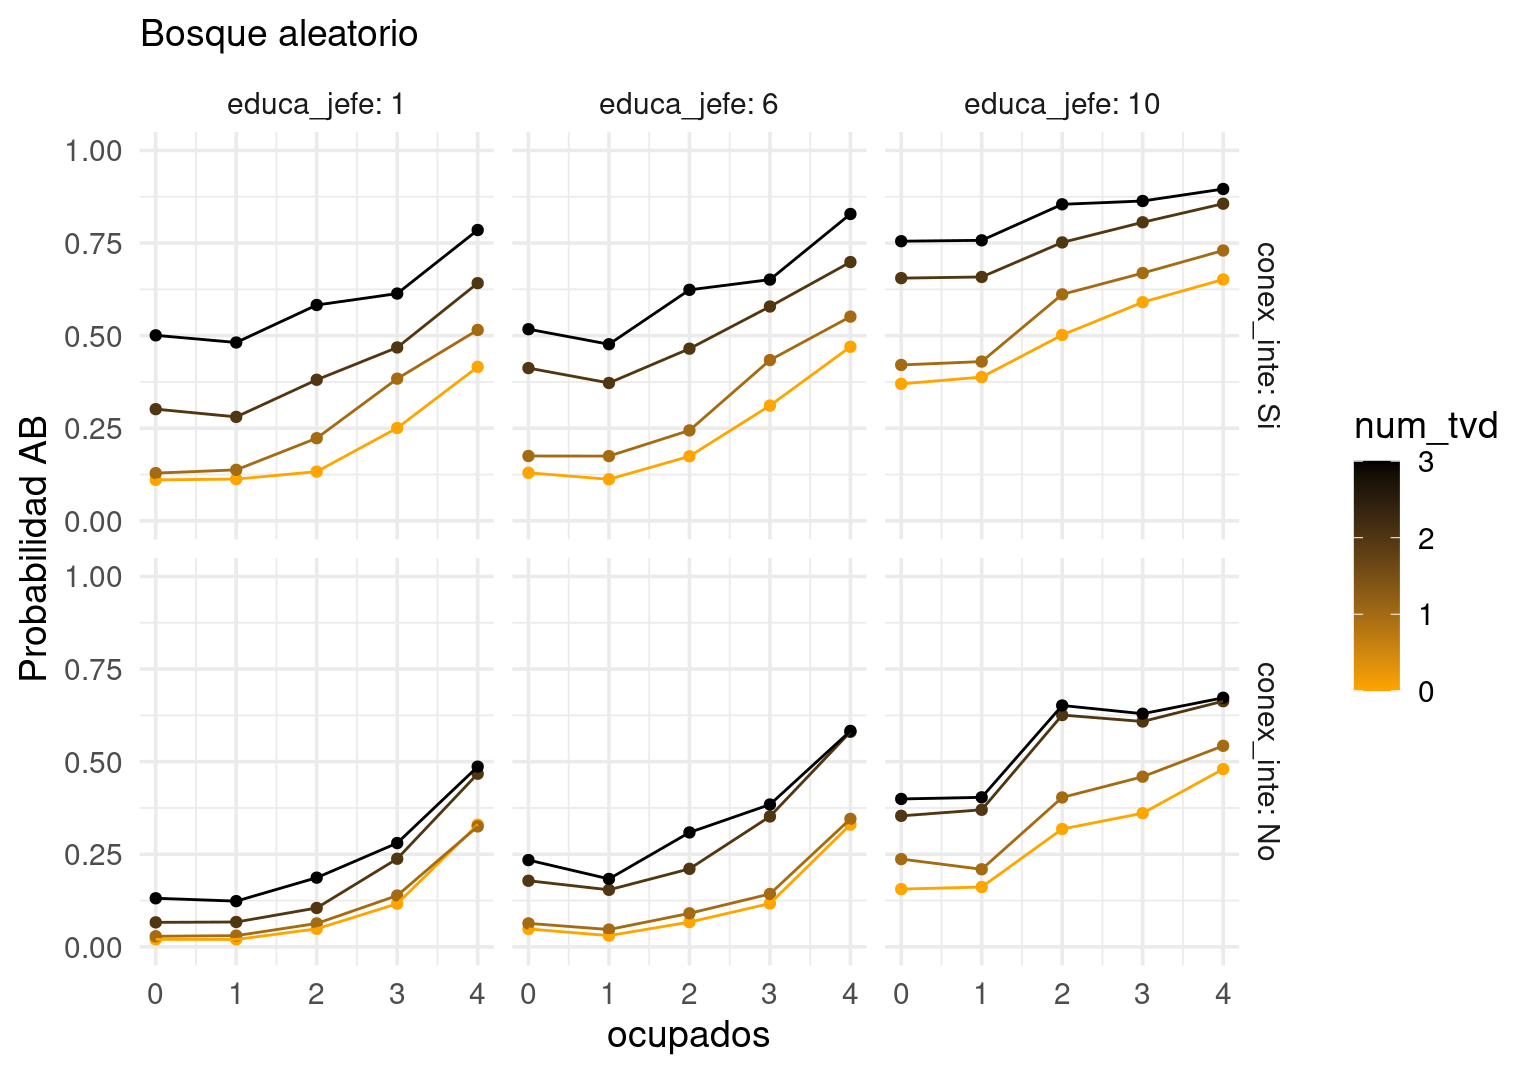 Bosque aleatorio
educa_jefe: 1
educa_jefe: 6
educa_jefe: 10
1.00
0.75
0.50
0.25
0.00
conex_inte: Si
1.00
0.75
0.50
0.25
0.00
conex_inte: No
Probabilidad AB
0 1 2 3 4
0 1 2 3 4
0 1 2 3 4
ocupados
num_tvd
3
2
1
0